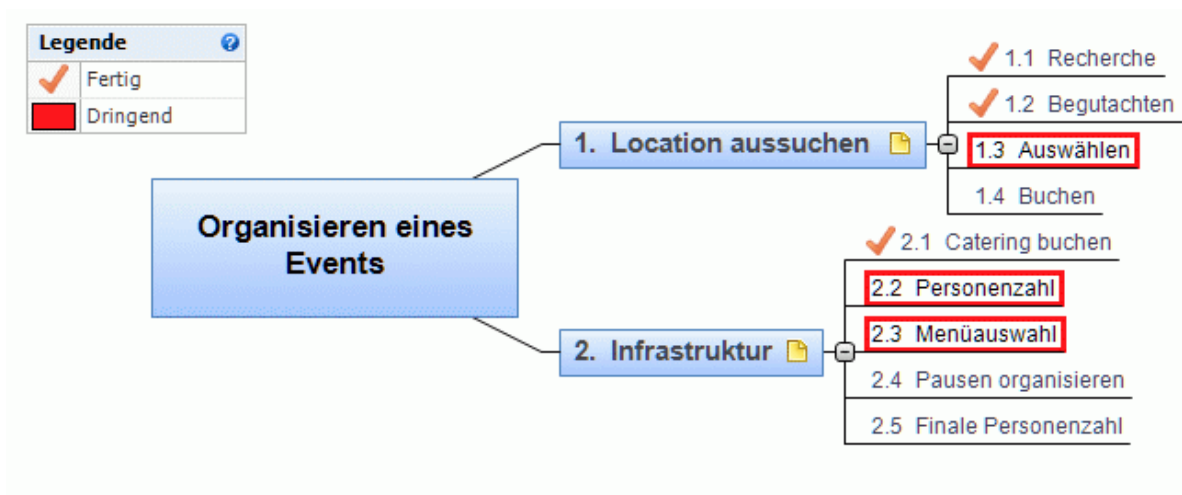 Legende
Fertig
Dringend
Organisieren eines
Events
1. Location aussuchen
1.1 Recherche
1.2 Begutachten
1.3 Auswählen
1.4 Buchen
2. Infrastruktur
2.1 Catering buchen
2.2 Personenzahl
2.3 Menüauswahl
2.4 Pausen organisieren
2.5 Finale Personenzahl